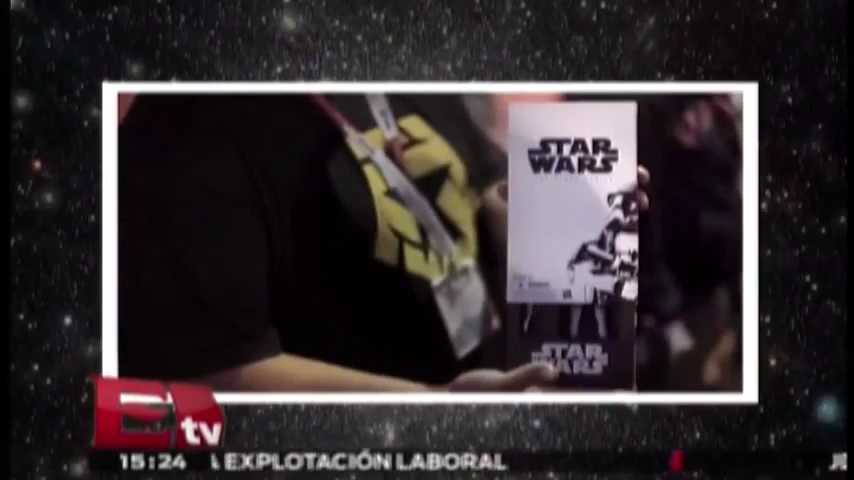 STAR
WARS
STAR
WARS
E tv
15:24
EXPLOTACIÓN LABORAL